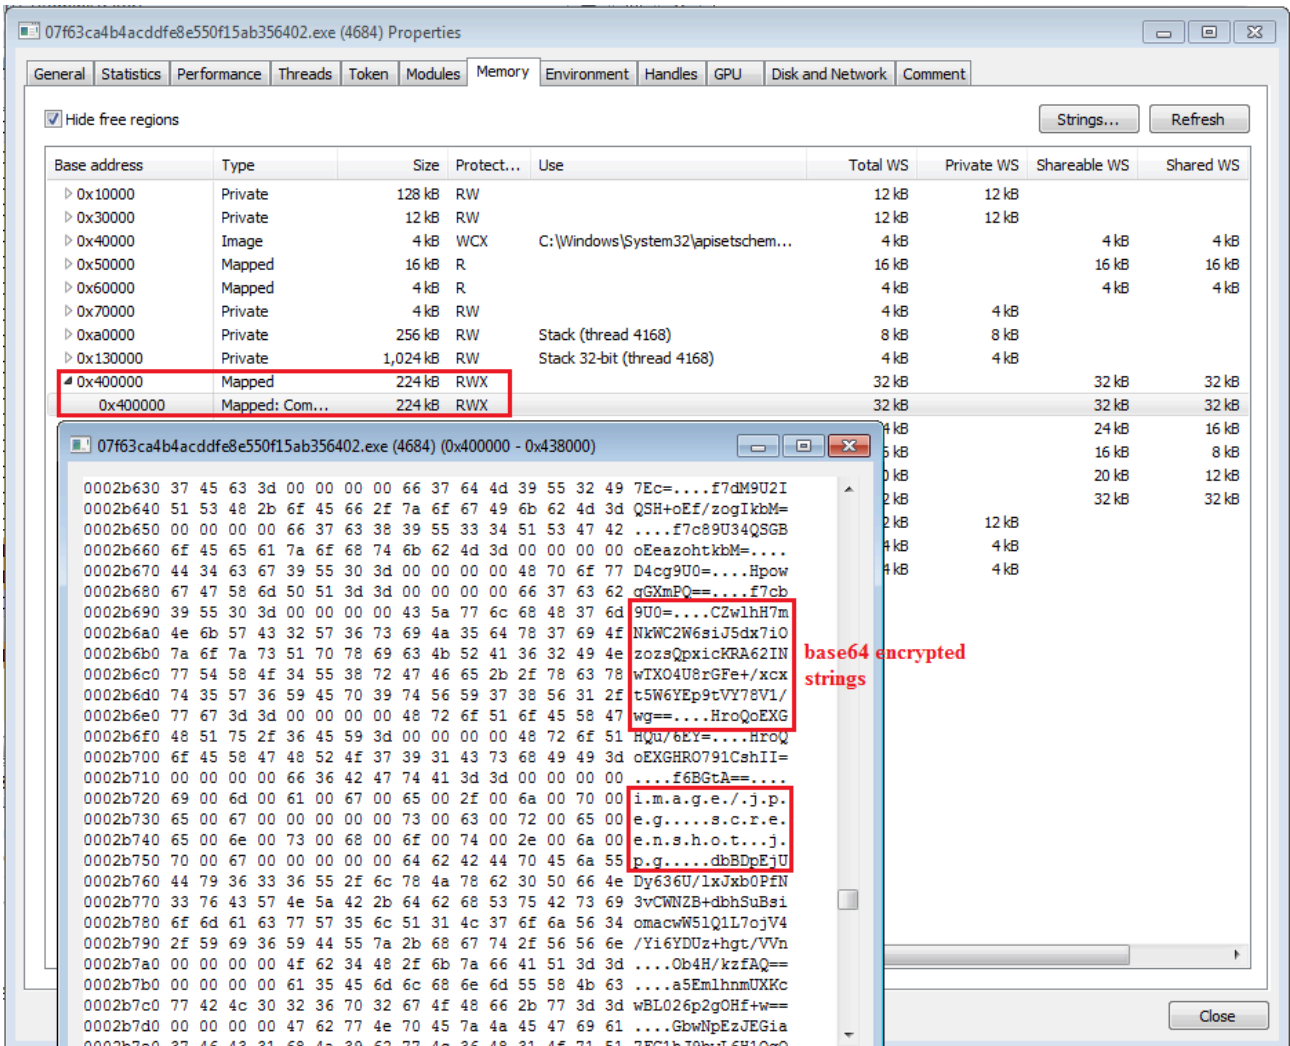 07f63ca4b4acddfe8e550f15ab356402.exe (4684) Properties
General Statistics Performance Threads Token Modules Memory Environment Handles GPU Disk and Network Comment
Hide free regions Strings... Refresh
Base address Type Size Protect... Use Total WS Private WS Shareable WS Shared WS
0x10000 Private 128 kB RW 12 kB 12 kB
0x30000 Private 12 kB RW 12 kB 12 kB
0x40000 Image 4 kB WCX C:\Windows\System32\apisetschem... 4 kB 4 kB 4 kB
0x50000 Mapped 16 kB R 16 kB 16 kB 16 kB
0x60000 Mapped 4 kB R 4 kB 4 kB 4 kB
0x70000 Private 4 kB RW 4 kB 4 kB
0xa0000 Private 256 kB RW Stack (thread 4168) 8 kB 8 kB
0x130000 Private 1,024 kB RW Stack 32-bit (thread 4168) 4 kB 4 kB
0x400000 Mapped 224 kB RWX 32 kB 32 kB 32 kB
0x400000 Mapped: Com... 224 kB RWX 32 kB 32 kB 32 kB
kB 24 kB 16 kB
kB 16 kB 8 kB
kB 20 kB 12 kB
kB 32 kB 32 kB
kB 12 kB
kB 4 kB
kB 4 kB
07f63ca4b4acddfe8e550f15ab356402.exe (4684) (0x400000 - 0x438000)
0002b630 37 45 63 3d 00 00 00 00 66 37 64 4d 39 55 32 49 7Ec=....f7dM9U2I
0002b640 51 53 48 2b 6f 45 66 2f 7a 6f 67 49 6b 62 4d 3d QSH+oEf/zogIkbM=
0002b650 00 00 00 00 66 37 63 38 39 55 33 34 51 53 47 42 ....f7c89U34QSGB
0002b660 6f 45 65 61 7a 6f 68 74 6b 62 4d 3d 00 00 00 00 oEeazohtkbM=....
0002b670 44 34 63 67 39 55 30 3d 00 00 00 00 48 70 6f 77 D4cg9U0=....Hpow
0002b680 67 47 58 6d 50 51 3d 3d 00 00 00 00 66 37 63 62 gGXmPQ==....f7cb
0002b690 39 55 30 3d 00 00 00 00 43 5a 77 6c 68 48 37 6d 9U0=....CZwlhH7m
0002b6a0 4e 6b 57 43 32 57 36 73 69 4a 35 64 78 37 69 4f NkWC2W6siJ5dx7iO
0002b6b0 7a 6f 7a 73 51 70 78 69 63 4b 52 41 36 32 49 4e zozsQpxicKRA62IN
0002b6c0 77 54 58 4f 34 55 38 72 47 46 65 2b 2f 78 63 78 wTXO4U8rGFe+/xcx
0002b6d0 74 35 57 36 59 45 70 39 74 56 59 37 38 56 31 2f t5W6YEp9tVY78V1/
0002b6e0 77 67 3d 3d 00 00 00 00 48 72 6f 51 6f 45 58 47 wg==....HroQoEXG
0002b6f0 48 51 75 2f 36 45 59 3d 00 00 00 00 48 72 6f 51 HQu/6EY=....HroQ
0002b700 6f 45 58 47 48 52 4f 37 39 31 43 73 68 49 49 3d oEXGHRO791CshII=
0002b710 00 00 00 00 66 36 42 47 74 41 3d 3d 00 00 00 00 ....f6BGtA==....
0002b720 69 00 6d 00 61 00 67 00 65 00 2f 00 6a 00 70 00 i.m.a.g.e./.j.p.
0002b730 65 00 67 00 00 00 00 00 73 00 63 00 72 00 65 00 e.g.....s.c.r.e.
0002b740 65 00 6e 00 73 00 68 00 6f 00 74 00 2e 00 6a 00 e.n.s.h.o.t...j.
0002b750 70 00 67 00 00 00 00 00 64 62 42 44 70 45 6a 55 p.g.....dbBDpEjU
0002b760 44 79 36 33 36 55 2f 6c 78 4a 78 62 30 50 66 4e Dy636U/lxJxb0PfN
0002b770 33 76 43 57 4e 5a 42 2b 64 62 68 53 75 42 73 69 3vCWNZB+dbhSuBsi
0002b780 6f 6d 61 63 77 57 35 6c 51 31 4c 37 6f 6a 56 34 omacwW5lQ1L7ojV4
0002b790 2f 59 69 36 59 44 55 7a 2b 68 67 74 2f 56 56 6e /Yi6YDUz+hgt/VVn
0002b7a0 00 00 00 00 4f 62 34 48 2f 6b 7a 66 41 51 3d 3d ....Ob4H/kzfAQ==
0002b7b0 00 00 00 00 61 35 45 6d 6c 68 6e 6d 55 58 4b 63 ....a5EmlhnmUXKc
0002b7c0 77 42 4c 30 32 36 70 32 67 4f 48 66 2b 77 3d 3d wBL026p2gOHf+w==
0002b7d0 00 00 00 00 47 62 77 4e 70 45 7a 4a 45 47 69 61 ....GbwNpEzJEGia
base64 encrypted
strings
Close